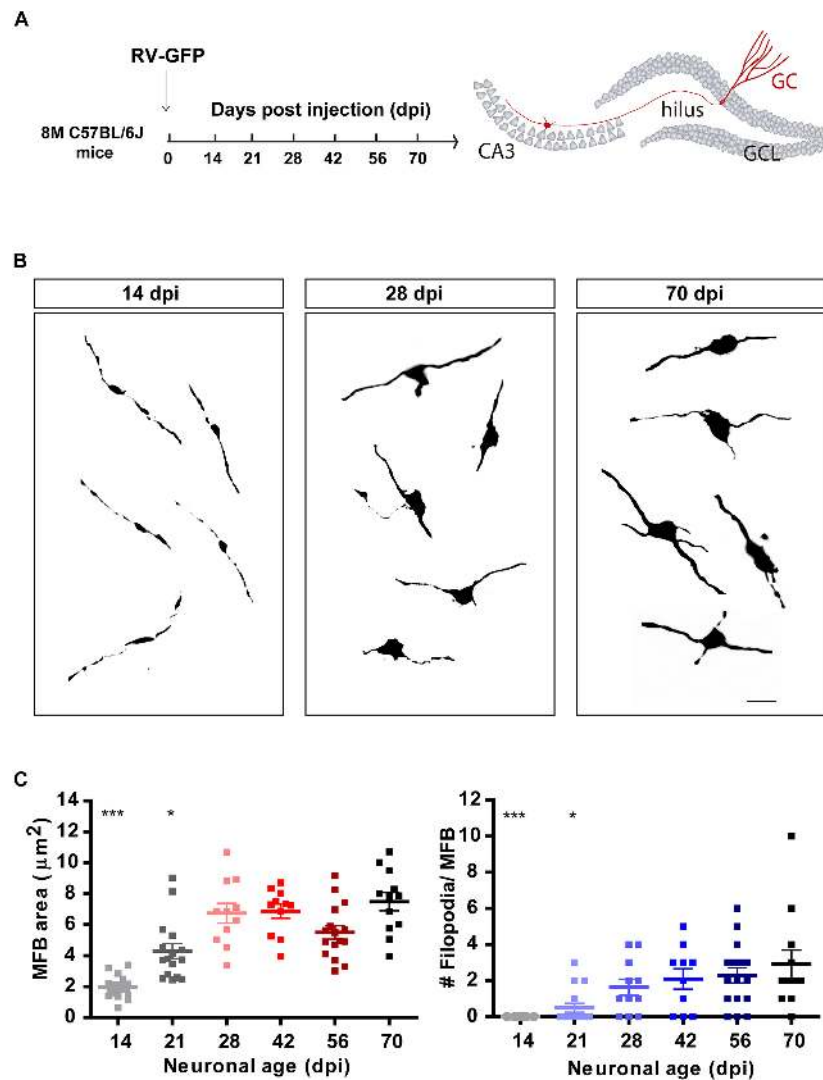 A
RV-GFP
Days post injection (dpi)
8M C57BL/6J
mice
0 14 21 28 42 56 70
CA3
hilus
GC
GCL
B
14 dpi 28 dpi 70 dpi
C
MFB area ( μm²)
14
12
10
8
6
4
2
0
*** *
14 21 28 42 56 70
Neuronal age (dpi)
# Filopodia/ MFB
12
10
8
6
4
2
0
*** *
14 21 28 42 56 70
Neuronal age (dpi)